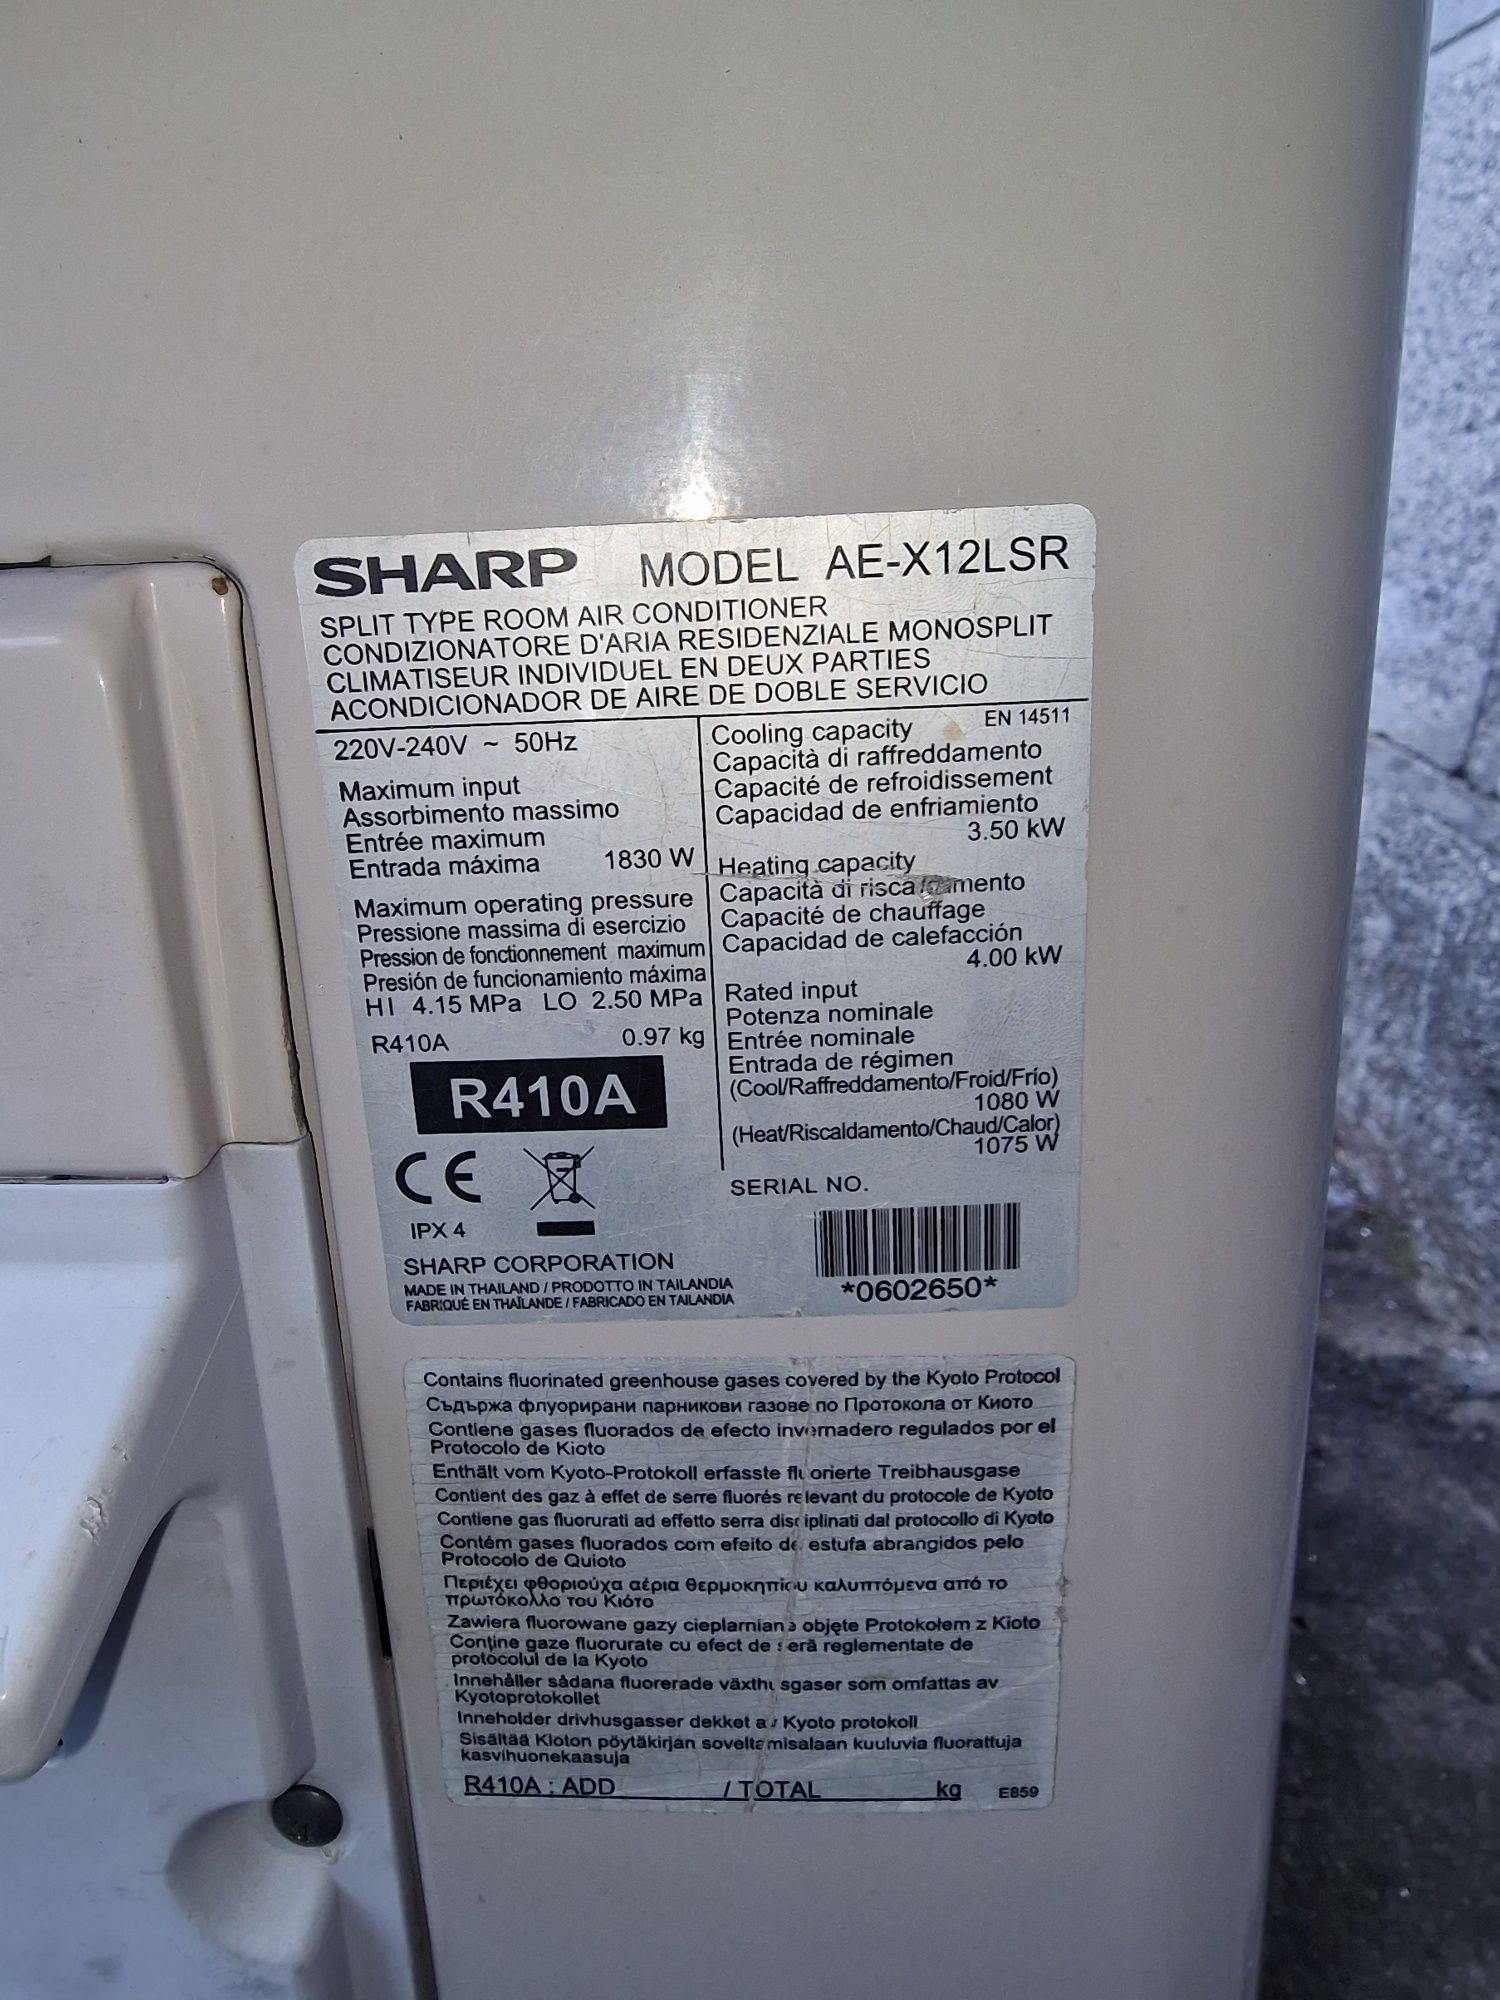 SHARP MODEL AE-X12LSR
SPLIT TYPE ROOM AIR CONDITIONER
CONDIZIONATORE D'ARIA RESIDENZIALE MONOSPLIT
CLIMATISEUR INDIVIDUEL EN DEUX PARTIES
ACONDICIONADOR DE AIRE DE DOBLE SERVICIO
220V-240V ~ 50Hz
Maximum input
Assorbimento massimo
Entrée maximum
Entrada máxima 1830 W
Maximum operating pressure
Pressione massima di esercizio
Pression de fonctionnement maximum
Presión de funcionamiento máxima
HI 4.15 MPa LO 2.50 MPa
R410A 0.97 kg
R410A
CE
IPX 4
SHARP CORPORATION
MADE IN THAILAND / PRODOTTO IN TAILANDIA
FABRIQUÉ EN THAÏLANDE / FABRICADO EN TAILANDIA
Cooling capacity EN 14511
Capacità di raffreddamento
Capacité de refroidissement
Capacidad de enfriamiento
3.50 kW
Heating capacity
Capacità di riscaldamento
Capacité de chauffage
Capacidad de calefacción
4.00 kW
Rated input
Potenza nominale
Entrée nominale
Entrada de régimen
(Cool/Raffreddamento/Froid/Frío)
1080 W
(Heat/Riscaldamento/Chaud/Calor)
1075 W
SERIAL NO.
*0602650*
Contains fluorinated greenhouse gases covered by the Kyoto Protocol
Съдържа флуорирани парникови газове по Протокола от Киото
Contiene gases fluorados de efecto invernadero regulados por el
Protocolo de Kioto
Enthält vom Kyoto-Protokoll erfasste fluorierte Treibhausgase
Contient des gaz à effet de serre fluorés relevant du protocole de Kyoto
Contiene gas fluorurati ad effetto serra disciplinati dal protocollo di Kyoto
Contém gases fluorados com efeito de estufa abrangidos pelo
Protocolo de Quioto
Περιέχει φθοριούχα αέρια θερμοκηπίου καλυπτόμενα από το
πρωτόκολλο του Κιότο
Zawiera fluorowane gazy cieplarniane objęte Protokołem z Kioto
Conţine gaze fluorurate cu efect de seră reglementate de
protocolul de la Kyoto
Innehåller sådana fluorerade växthusgaser som omfattas av
Kyotoprotokollet
Inneholder drivhusgasser dekket av Kyoto protokoll
Sisältää Kioton pöytäkirjan soveltamisalaan kuuluvia fluorattuja
kasvihuonekaasuja
R410A : ADD / TOTAL kg E859